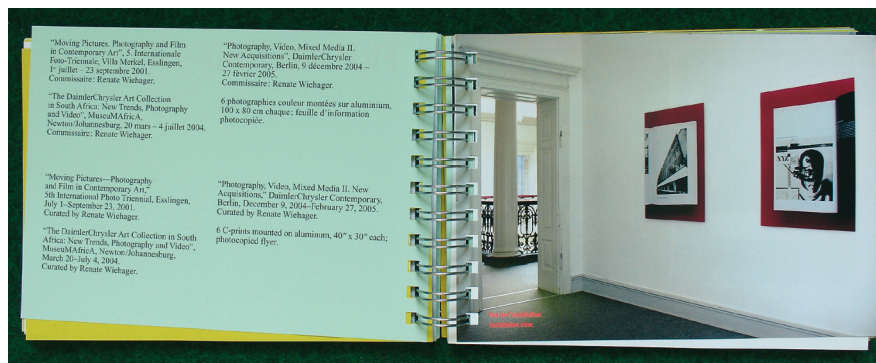 "Moving Pictures. Photography and Film
in Contemporary Art", 5. Internationale
Foto-Triennale, Villa Merkel, Esslingen,
1er juillet – 23 septembre 2001.
Commissaire: Renate Wiehager.
"The DaimlerChrysler Art Collection
in South Africa: New Trends, Photography
and Video", MuseuMAfricA,
Newton/Johannesburg, 20 mars – 4 juillet 2004.
Commissaire: Renate Wiehager.
"Photography, Video, Mixed Media II.
New Acquisitions", DaimlerChrysler
Contemporary, Berlin, 9 décembre 2004 –
27 février 2005.
Commissaire: Renate Wiehager.
6 photographies couleur montées sur aluminium,
100 x 80 cm chaque; feuille d'information
photocopiée.
"Moving Pictures—Photography
and Film in Contemporary Art,"
5th International Photo Triennial, Esslingen,
July 1–September 23, 2001.
Curated by Renate Wiehager.
"The DaimlerChrysler Art Collection in South
Africa: New Trends, Photography and Video",
MuseuMAfricA, Newton/Johannesburg,
March 20–July 4, 2004.
Curated by Renate Wiehager.
"Photography, Video, Mixed Media II. New
Acquisitions," DaimlerChrysler Contemporary,
Berlin, December 9, 2004–February 27, 2005.
Curated by Renate Wiehager.
6 C-prints mounted on aluminum, 40" x 30" each;
photocopied flyer.
XYZ